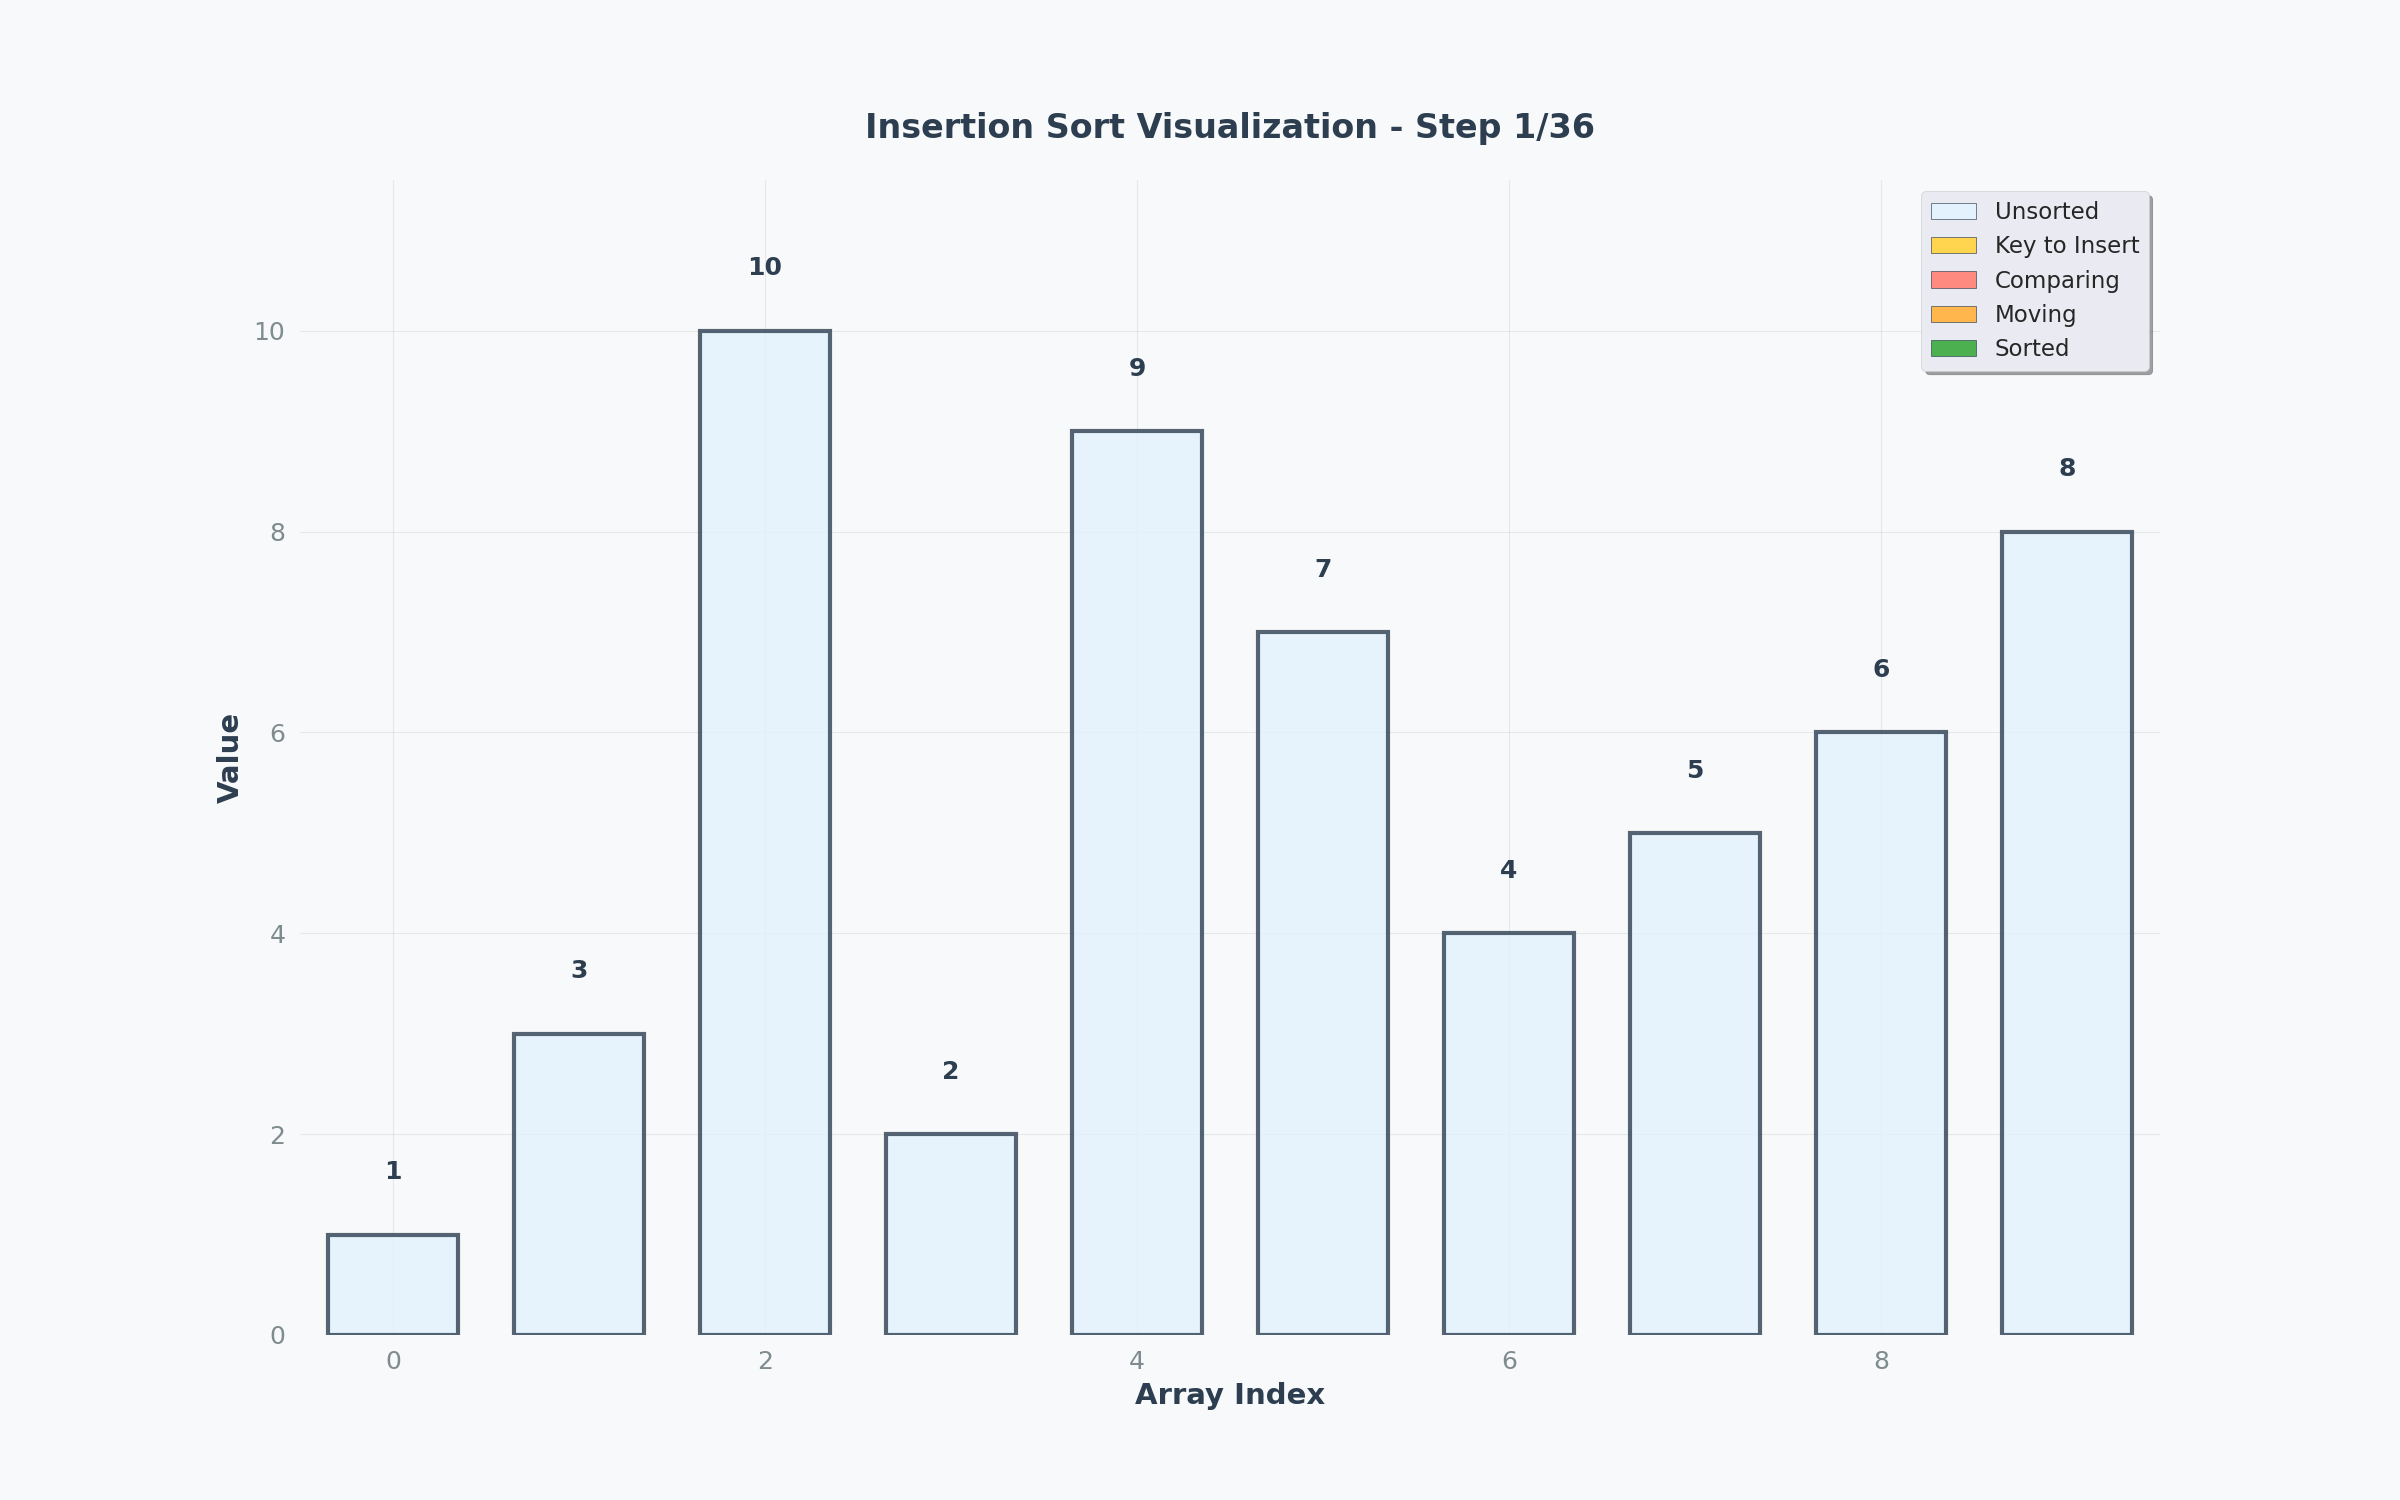 Insertion Sort Visualization - Step 1/36
Unsorted
Key to Insert
Comparing
Moving
Sorted
10
9
8
7
6
5
4
3
2
1
10
8
6
4
2
0
Value
0 2 4 6 8
Array Index